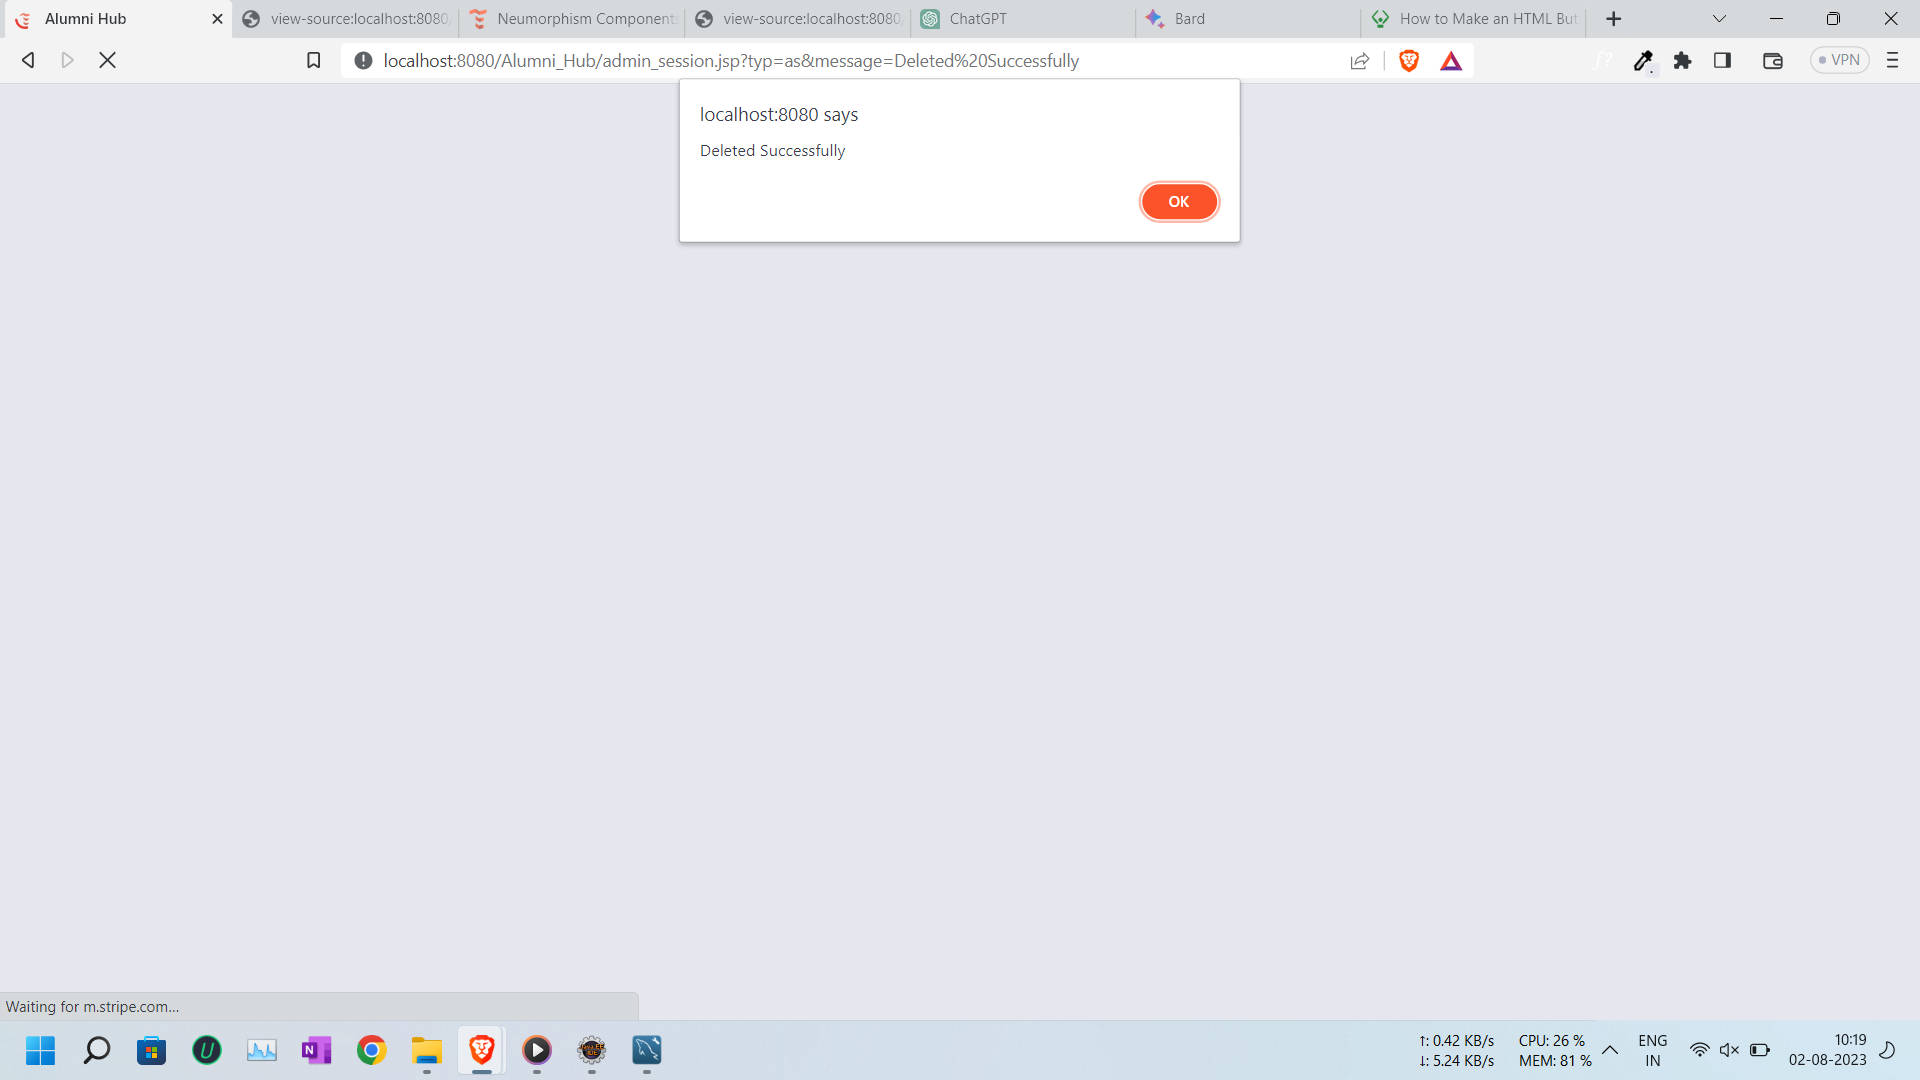 Alumni Hub
view-source:localhost:8080/
Neumorphism Components
view-source:localhost:8080/
ChatGPT
Bard
How to Make an HTML But
localhost:8080/Alumni_Hub/admin_session.jsp?typ=as&message=Deleted%20Successfully
VPN
localhost:8080 says
Deleted Successfully
OK
Waiting for m.stripe.com...
↑: 0.42 KB/s
↓: 5.24 KB/s
CPU: 26 %
MEM: 81 %
ENG
IN
10:19
02-08-2023